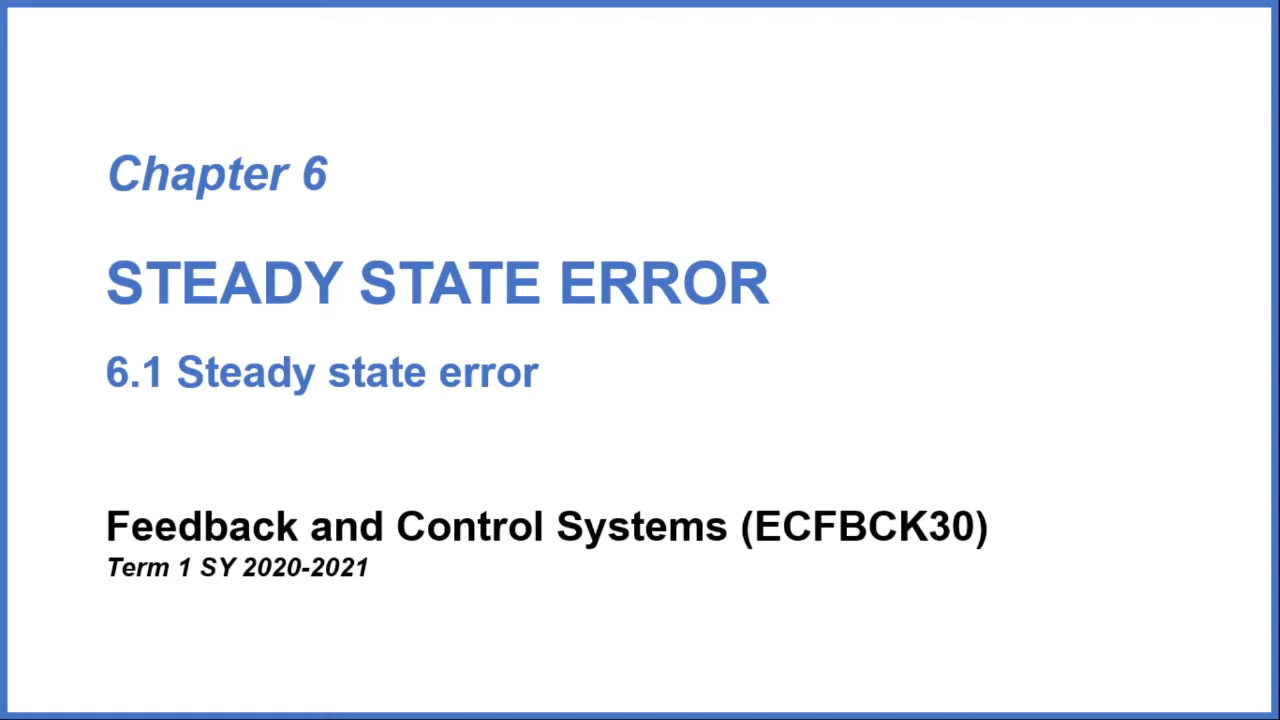 Chapter 6
STEADY STATE ERROR
6.1 Steady state error
Feedback and Control Systems (ECFBCK30)
Term 1 SY 2020-2021